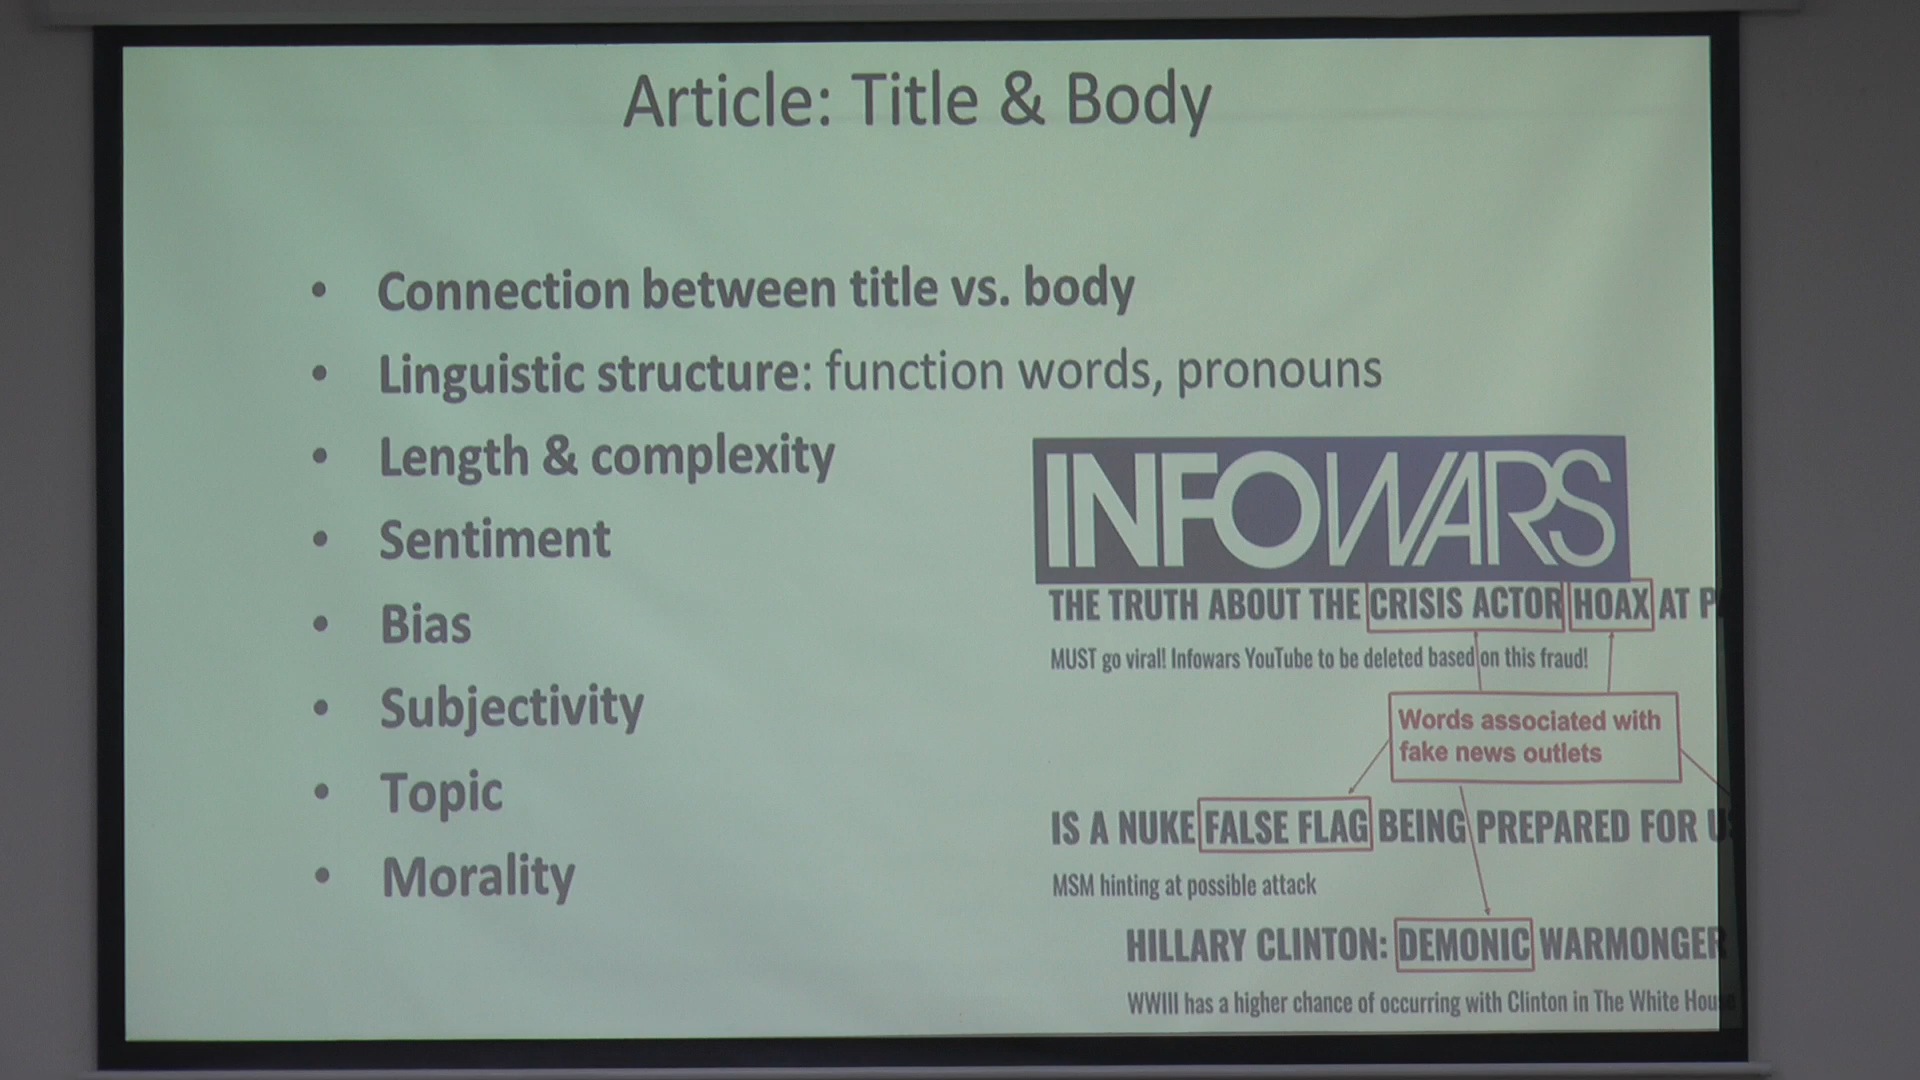 Article: Title & Body
• Connection between title vs. body
• Linguistic structure: function words, pronouns
• Length & complexity
• Sentiment
• Bias
• Subjectivity
• Topic
• Morality
INFOWARS
THE TRUTH ABOUT THE CRISIS ACTOR HOAX AT
MUST go viral! Infowars YouTube to be deleted based on this fraud!
Words associated with
fake news outlets
IS A NUKE FALSE FLAG BEING PREPARED FOR
MSM hinting at possible attack
HILLARY CLINTON: DEMONIC WARMONGER
WWIII has a higher chance of occurring with Clinton in The White